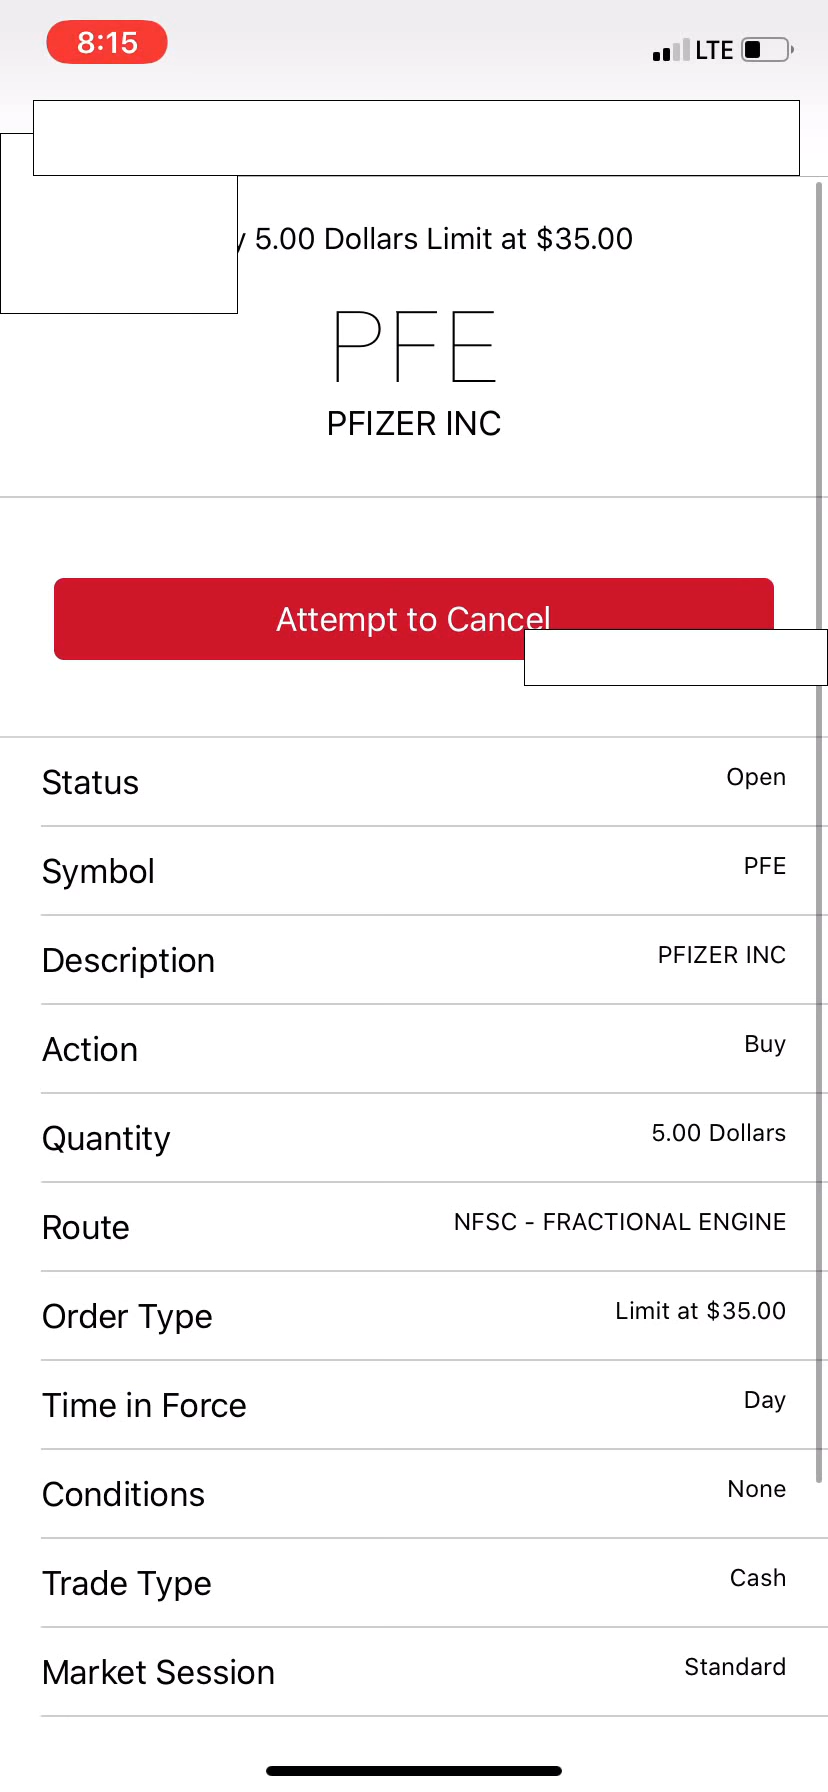 8:15
LTE
5.00 Dollars Limit at $35.00
PFE
PFIZER INC
Attempt to Cancel
Status Open
Symbol PFE
Description PFIZER INC
Action Buy
Quantity 5.00 Dollars
Route NFSC - FRACTIONAL ENGINE
Order Type Limit at $35.00
Time in Force Day
Conditions None
Trade Type Cash
Market Session Standard